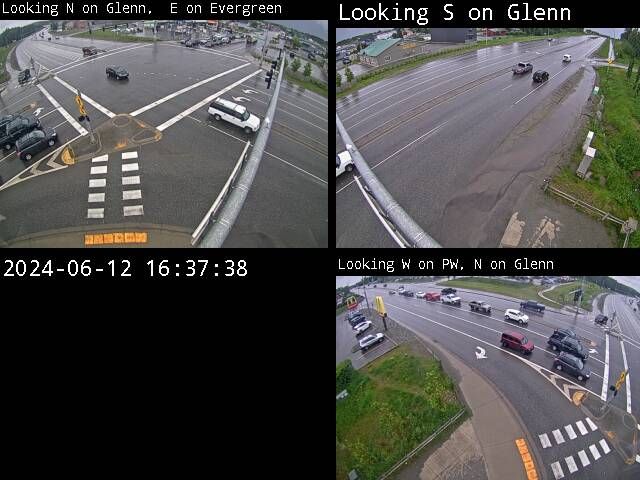 Looking N on Glenn,  E on Evergreen
Looking S on Glenn
2024-06-12 16:37:38
Looking W on PW, N on Glenn